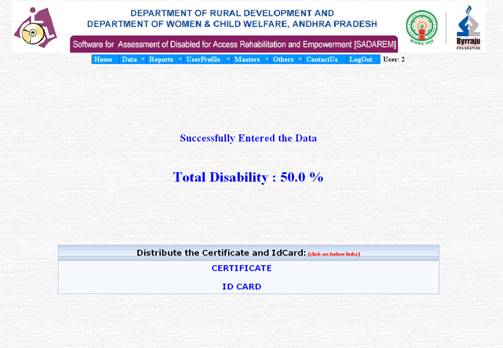 DEPARTMENT OF RURAL DEVELOPMENT AND
DEPARTMENT OF WOMEN & CHILD WELFARE, ANDHRA PRADESH
Software for Assessment of Disabled for Access Rehabilitation and Empowerment [SADAREM]
Byrraju
FOUNDATION
Home Data Reports UserProfile Masters Others ContactUs LogOut User: 2
Successfully Entered the Data
Total Disability : 50.0 %
Distribute the Certificate and IdCard: (click on below links)
CERTIFICATE
ID CARD